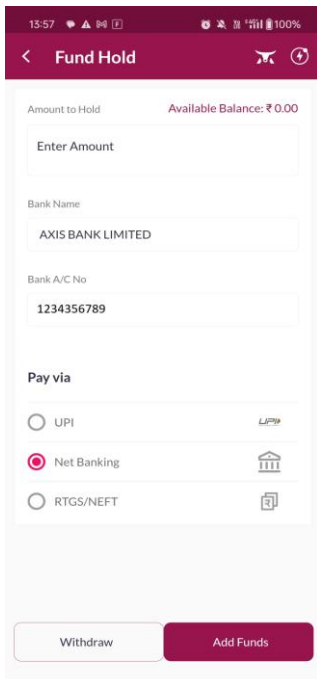 13:57 100%
Fund Hold
Amount to Hold Available Balance: ₹ 0.00
Enter Amount
Bank Name
AXIS BANK LIMITED
Bank A/C No
1234356789
Pay via
UPI UPI
Net Banking
RTGS/NEFT
Withdraw Add Funds